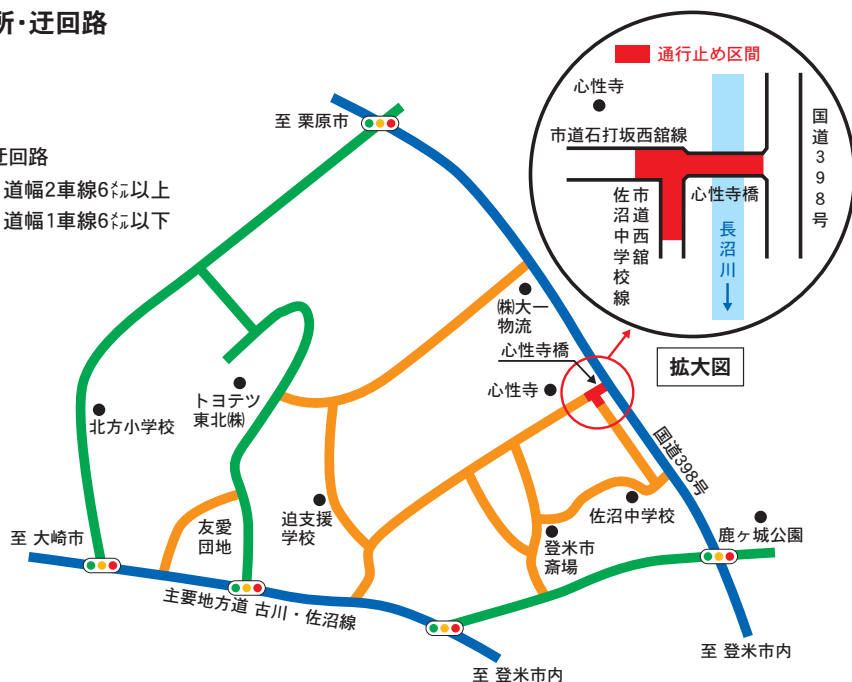 所・迂回路
迂回路
道幅2車線6㍍以上
道幅1車線6㍍以下
至 栗原市
通行止め区間
心性寺
市道石打坂西舘線
国道398号
心性寺橋
市道西舘
佐沼中学校線
長沼川
拡大図
㈱大一
物流
心性寺橋
心性寺
トヨテツ
東北㈱
北方小学校
国道398号
迫支援
学校
佐沼中学校
鹿ヶ城公園
友愛
団地
登米市
斎場
至 大崎市
主要地方道 古川・佐沼線
至 登米市内
至 登米市内